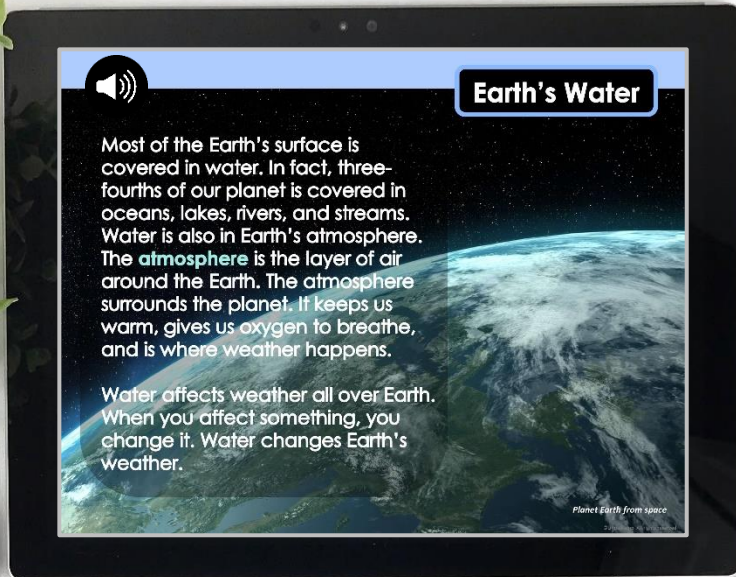 Earth's Water
Most of the Earth's surface is
covered in water. In fact, three-
fourths of our planet is covered in
oceans, lakes, rivers, and streams.
Water is also in Earth's atmosphere.
The atmosphere is the layer of air
around the Earth. The atmosphere
surrounds the planet. It keeps us
warm, gives us oxygen to breathe,
and is where weather happens.
Water affects weather all over Earth.
When you affect something, you
change it. Water changes Earth's
weather.
Planet Earth from space